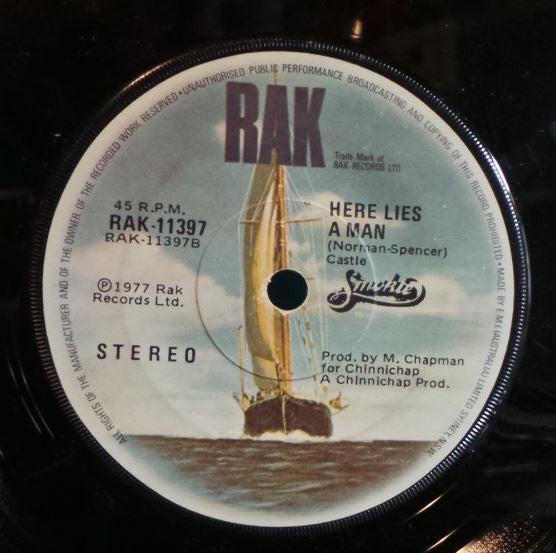 ALL RIGHTS OF THE MANUFACTURER AND OF THE OWNER OF THE RECORDED WORK RESERVED • UNAUTHORISED PUBLIC PERFORMANCE BROADCASTING AND COPYING OF THIS RECORD PROHIBITED • MADE BY E.M.I. (AUSTRALIA) LIMITED SYDNEY, NSW
RAK
Trade Mark of
RAK RECORDS LTD
45 R.P.M.
RAK-11397
RAK-11397B
Ⓟ1977 Rak
Records Ltd.
STEREO
HERE LIES
A MAN
(Norman-Spencer)
Castle
Smokie
Prod. by M. Chapman
for Chinnichap
A Chinnichap Prod.